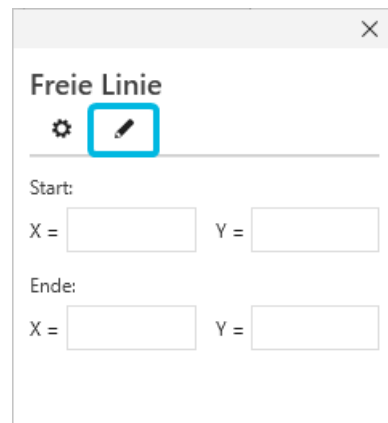 Freie Linie
Start:
X = Y =
Ende:
X = Y =